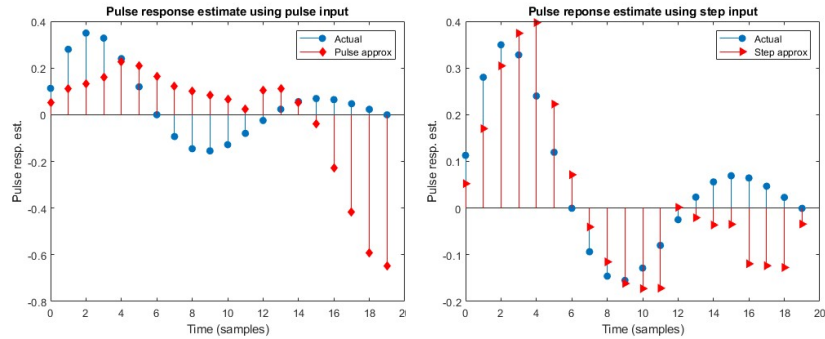 Pulse response estimate using pulse input
0.4
0.2
0
-0.2
-0.4
-0.6
-0.8
Pulse resp. est.
Actual
Pulse approx
0 2 4 6 8 10 12 14 16 18 20
Time (samples)
Pulse reponse estimate using step input
0.4
0.3
0.2
0.1
0
-0.1
-0.2
Pulse resp. est.
Actual
Step approx
0 2 4 6 8 10 12 14 16 18 20
Time (samples)